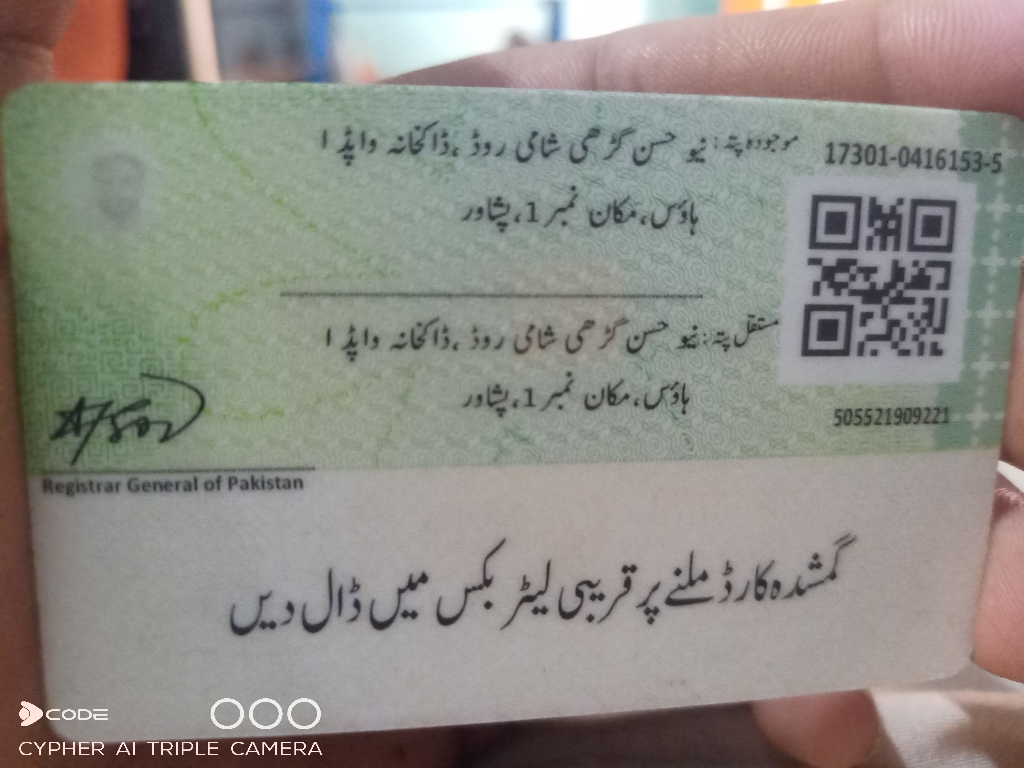 موجودہ پتہ: نیو حسن گڑھی شامی روڈ ،ڈاکخانہ واپڈ ا
17301-0416153-5
ہاؤس، مکان نمبر 1، پشاور
مستقل پتہ: نیو حسن گڑھی شامی روڈ ،ڈاکخانہ واپڈ ا
ہاؤس، مکان نمبر 1، پشاور
505521909221
Registrar General of Pakistan
گمشدہ کارڈ ملنے پر قریبی لیٹر بکس میں ڈال دیں
CODE
CYPHER AI TRIPLE CAMERA